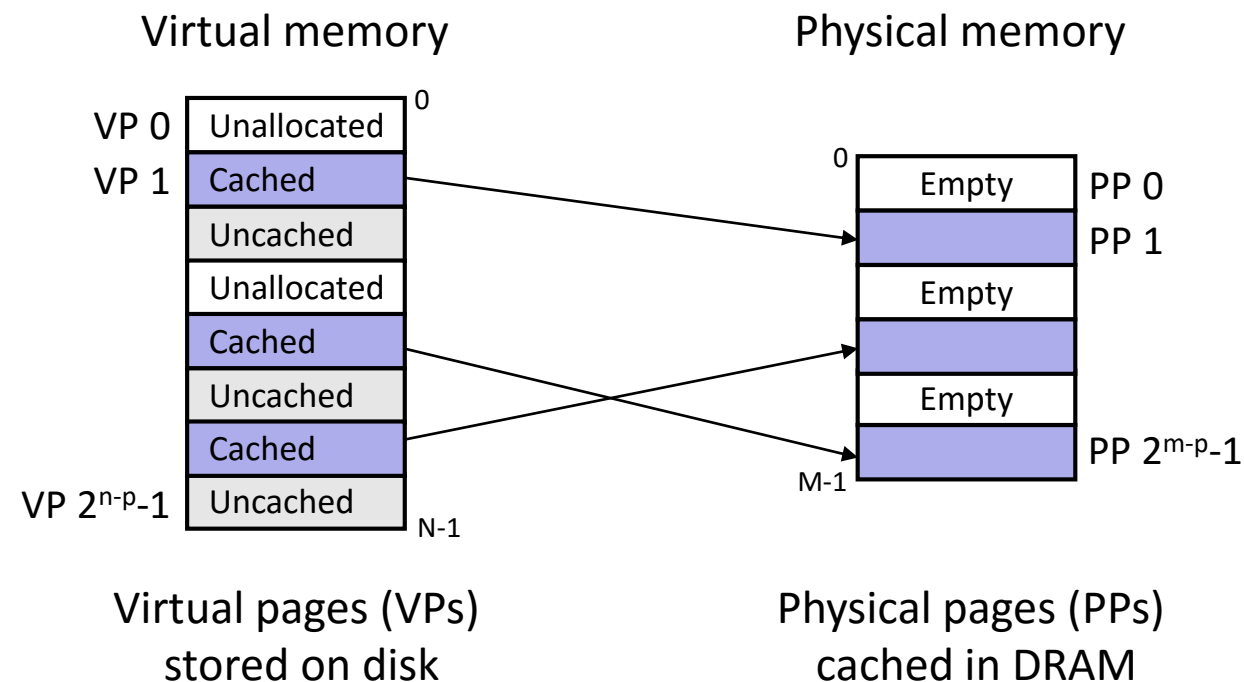 Virtual memory
Physical memory
0
VP 0 Unallocated
VP 1 Cached
Uncached
Unallocated
Cached
Uncached
Cached
VP 2ⁿ⁻ᵖ-1 Uncached
N-1
0
Empty PP 0
PP 1
Empty
Empty
PP 2ᵐ⁻ᵖ-1
M-1
Virtual pages (VPs)
stored on disk
Physical pages (PPs)
cached in DRAM